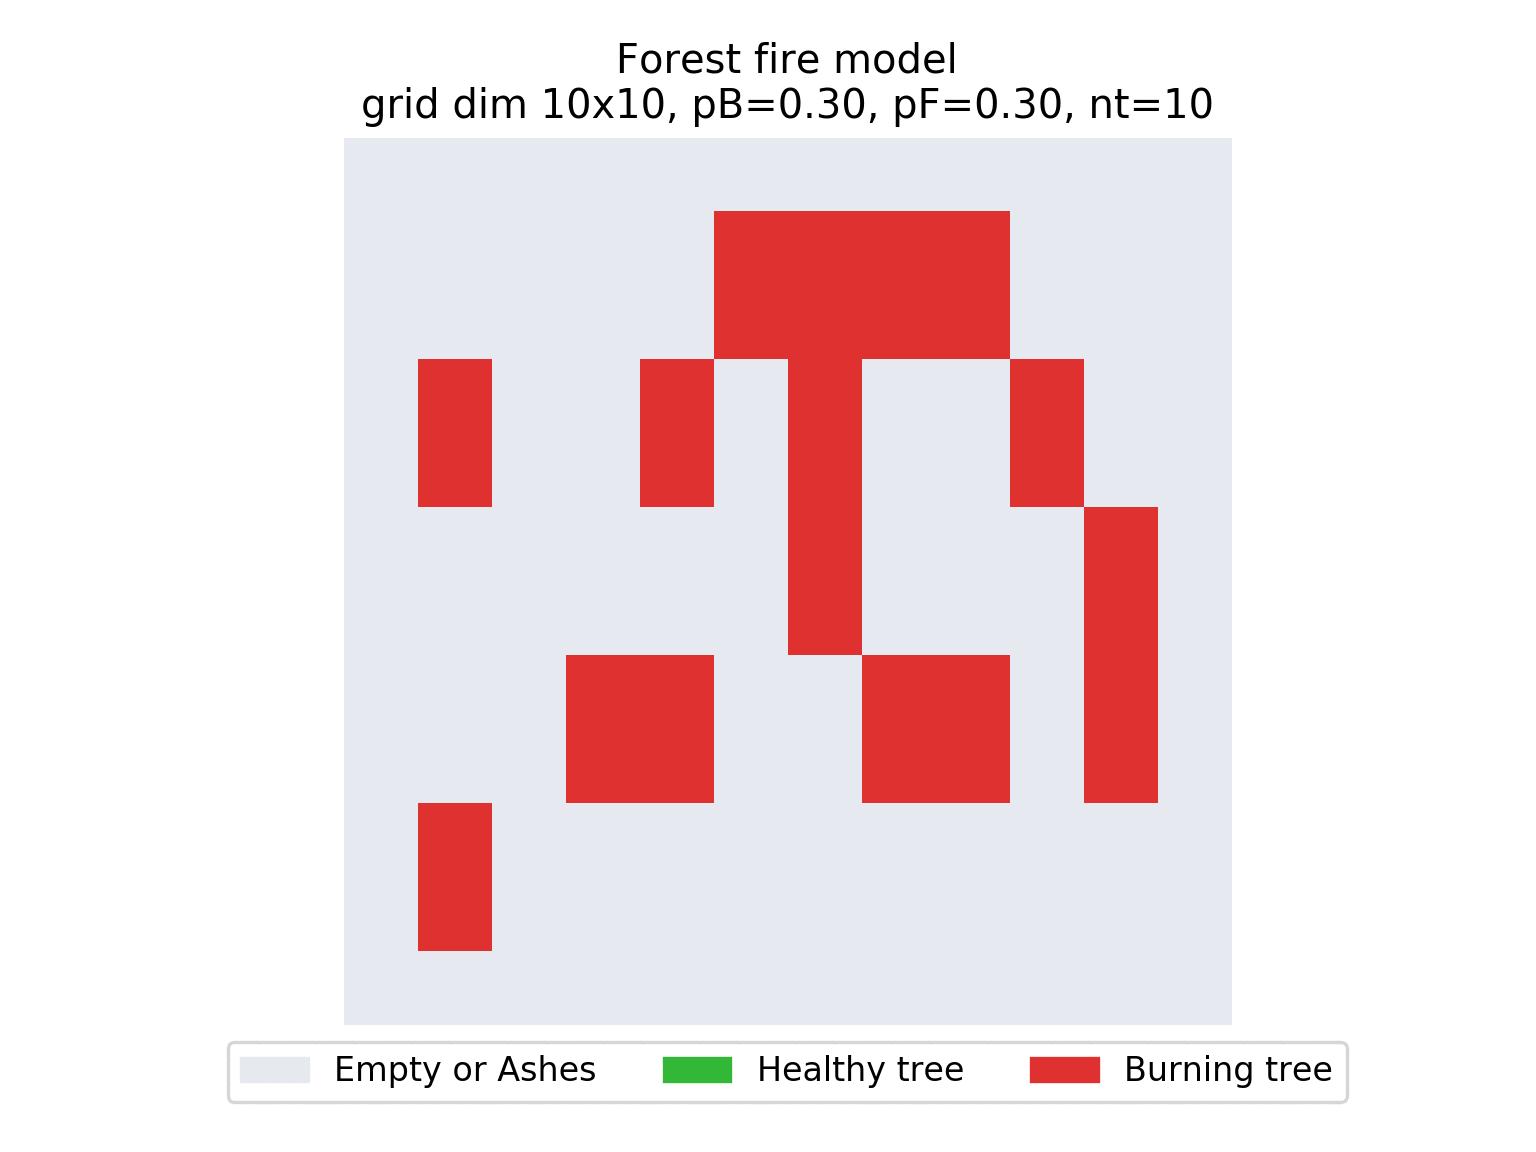 Forest fire model
grid dim 10x10, pB=0.30, pF=0.30, nt=10
Empty or Ashes
Healthy tree
Burning tree